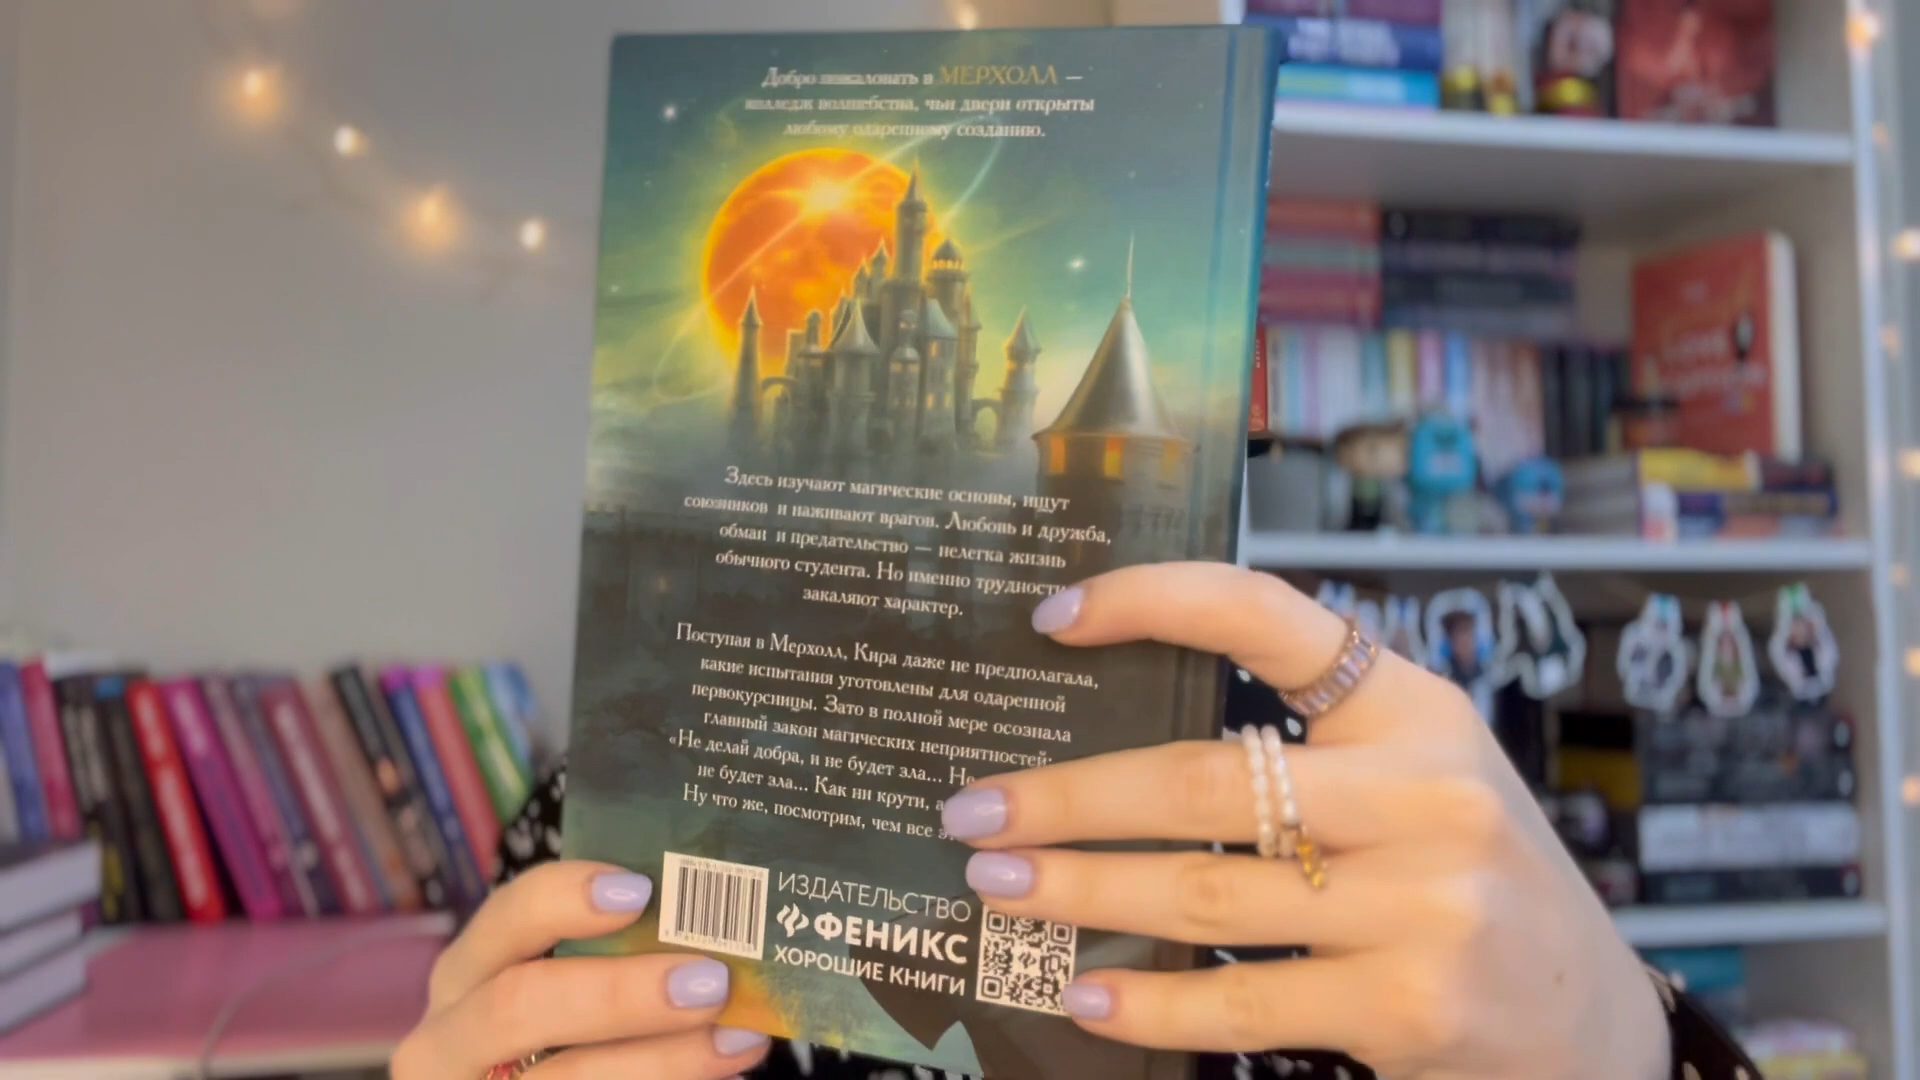 Добро пожаловать в МЕРХОЛЛ —
колледж волшебства, чьи двери открыты
любому одаренному созданию.
Здесь изучают магические основы, ищут
союзников и наживают врагов. Любовь и дружба,
обман и предательство — нелегка жизнь
обычного студента. Но именно трудности
закаляют характер.
Поступая в Мерхолл, Кира даже не предполагала,
какие испытания уготовлены для одаренной
первокурсницы. Зато в полной мере осознала
главный закон магических неприятностей:
«Не делай добра, и не будет зла... Не
не будет зла... Как ни крути, а
Ну что же, посмотрим, чем все
ИЗДАТЕЛЬСТВО
ФЕНИКС
ХОРОШИЕ КНИГИ